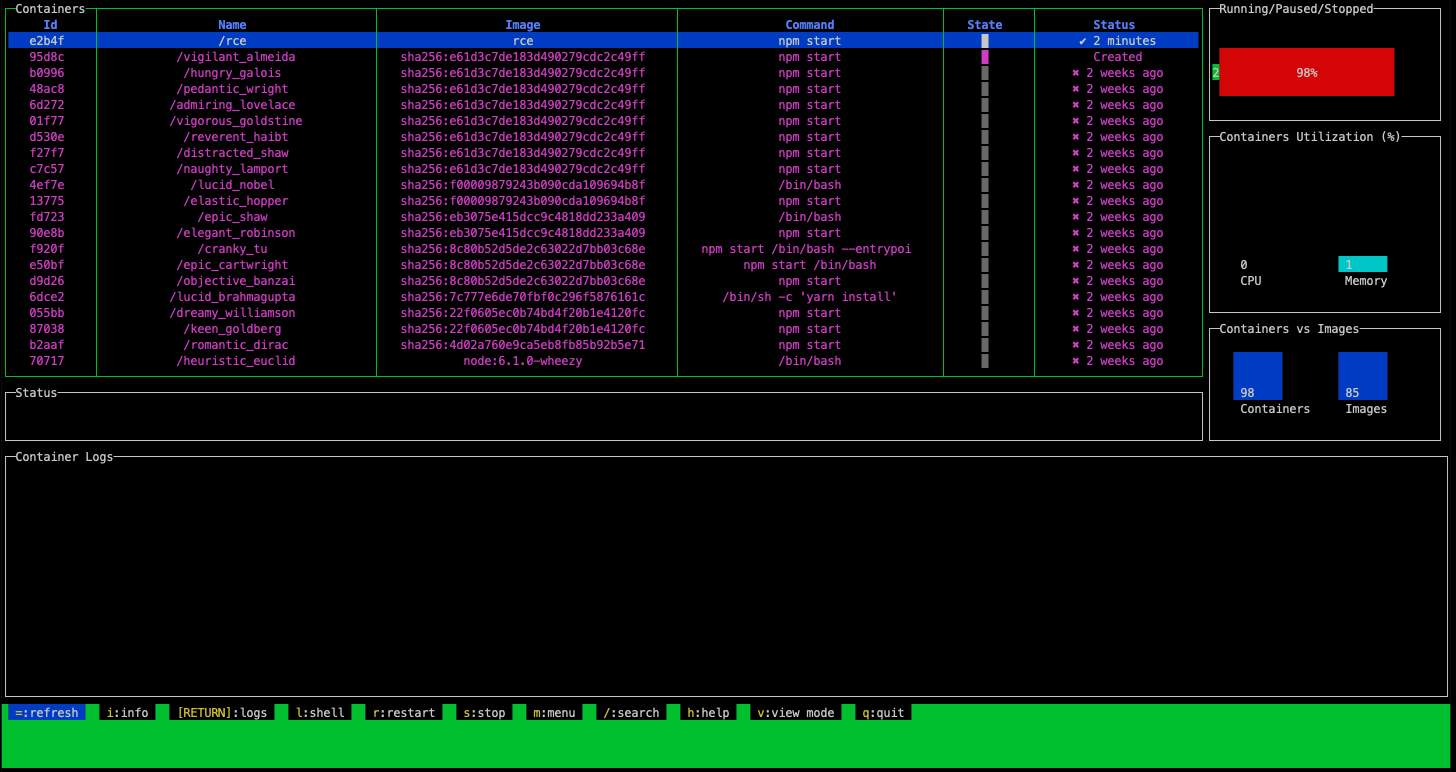 Containers
Id Name Image Command State Status
e2b4f /rce rce npm start ✔ 2 minutes
95d8c /vigilant_almeida sha256:e61d3c7de183d490279cdc2c49ff npm start Created
b0996 /hungry_galois sha256:e61d3c7de183d490279cdc2c49ff npm start ✖ 2 weeks ago
48ac8 /pedantic_wright sha256:e61d3c7de183d490279cdc2c49ff npm start ✖ 2 weeks ago
6d272 /admiring_lovelace sha256:e61d3c7de183d490279cdc2c49ff npm start ✖ 2 weeks ago
01f77 /vigorous_goldstine sha256:e61d3c7de183d490279cdc2c49ff npm start ✖ 2 weeks ago
d530e /reverent_haibt sha256:e61d3c7de183d490279cdc2c49ff npm start ✖ 2 weeks ago
f27f7 /distracted_shaw sha256:e61d3c7de183d490279cdc2c49ff npm start ✖ 2 weeks ago
c7c57 /naughty_lamport sha256:e61d3c7de183d490279cdc2c49ff npm start ✖ 2 weeks ago
4ef7e /lucid_nobel sha256:f00009879243b090cda109694b8f /bin/bash ✖ 2 weeks ago
13775 /elastic_hopper sha256:f00009879243b090cda109694b8f npm start ✖ 2 weeks ago
fd723 /epic_shaw sha256:eb3075e415dcc9c4818dd233a409 /bin/bash ✖ 2 weeks ago
90e8b /elegant_robinson sha256:eb3075e415dcc9c4818dd233a409 npm start ✖ 2 weeks ago
f920f /cranky_tu sha256:8c80b52d5de2c63022d7bb03c68e npm start /bin/bash --entrypoi ✖ 2 weeks ago
e50bf /epic_cartwright sha256:8c80b52d5de2c63022d7bb03c68e npm start /bin/bash ✖ 2 weeks ago
d9d26 /objective_banzai sha256:8c80b52d5de2c63022d7bb03c68e npm start ✖ 2 weeks ago
6dce2 /lucid_brahmagupta sha256:7c777e6de70fbf0c296f5876161c /bin/sh -c 'yarn install' ✖ 2 weeks ago
055bb /dreamy_williamson sha256:22f0605ec0b74bd4f20b1e4120fc npm start ✖ 2 weeks ago
87038 /keen_goldberg sha256:22f0605ec0b74bd4f20b1e4120fc npm start ✖ 2 weeks ago
b2aaf /romantic_dirac sha256:4d02a760e9ca5eb8fb85b92b5e71 npm start ✖ 2 weeks ago
70717 /heuristic_euclid node:6.1.0-wheezy /bin/bash ✖ 2 weeks ago
Running/Paused/Stopped
2 98%
Containers Utilization (%)
0 1
CPU Memory
Containers vs Images
98 85
Containers Images
Status
Container Logs
=:refresh i:info [RETURN]:logs l:shell r:restart s:stop m:menu /:search h:help v:view mode q:quit